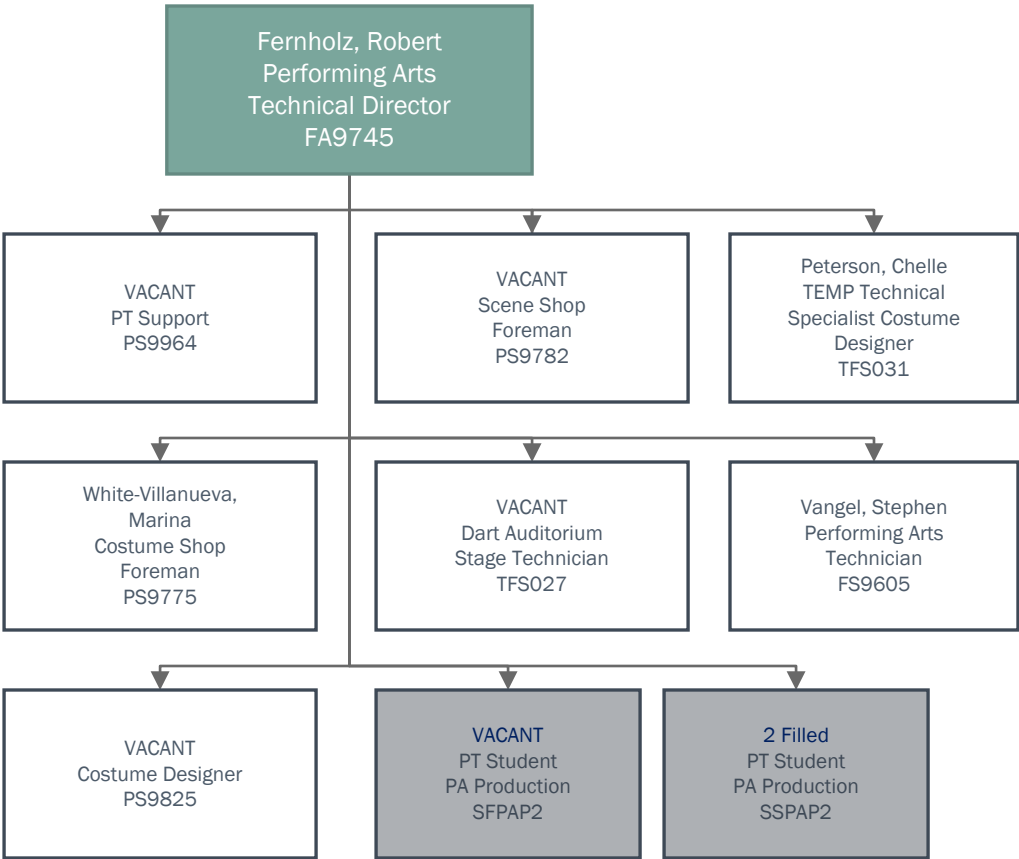 Fernholz, Robert
Performing Arts
Technical Director
FA9745
VACANT
PT Support
PS9964
VACANT
Scene Shop
Foreman
PS9782
Peterson, Chelle
TEMP Technical
Specialist Costume
Designer
TFS031
White-Villanueva,
Marina
Costume Shop
Foreman
PS9775
VACANT
Dart Auditorium
Stage Technician
TFS027
Vangel, Stephen
Performing Arts
Technician
FS9605
VACANT
Costume Designer
PS9825
VACANT
PT Student
PA Production
SFPAP2
2 Filled
PT Student
PA Production
SSPAP2